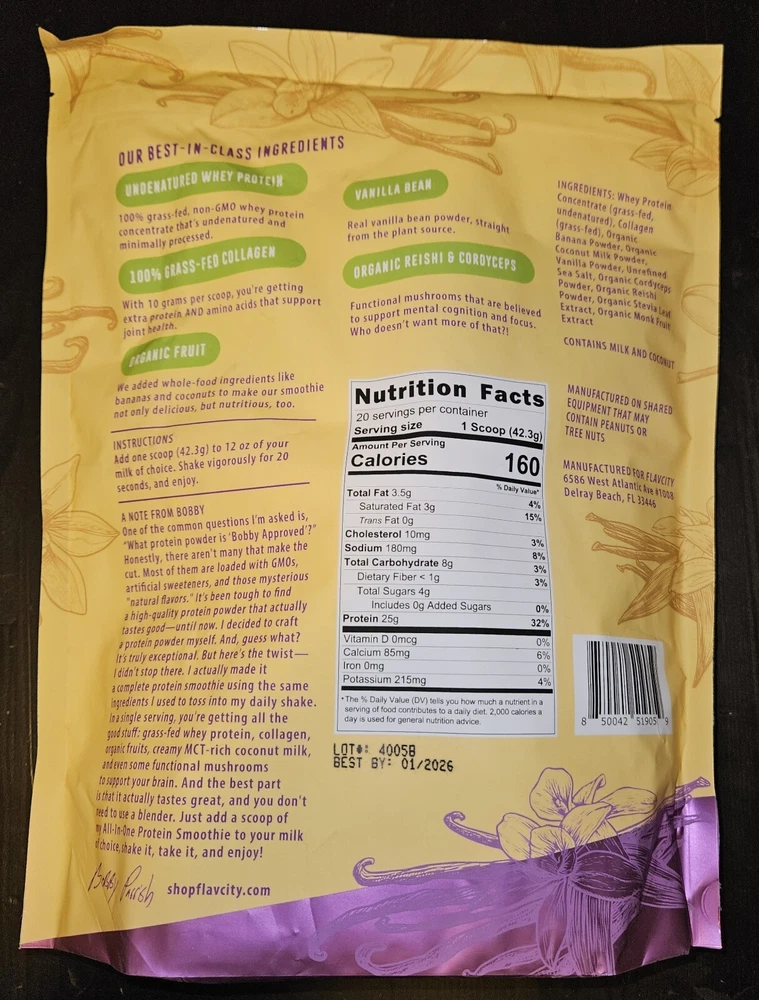 OUR BEST-IN-CLASS INGREDIENTS
UNDENATURED WHEY PROTEIN
100% grass-fed, non-GMO whey protein
concentrate that's undenatured and
minimally processed.
100% GRASS-FED COLLAGEN
With 10 grams per scoop, you're getting
extra protein AND amino acids that support
joint health.
ORGANIC FRUIT
We added whole-food ingredients like
bananas and coconuts to make our smoothie
not only delicious, but nutritious, too.
INSTRUCTIONS
Add one scoop (42.3g) to 12 oz of your
milk of choice. Shake vigorously for 20
seconds, and enjoy.
A NOTE FROM BOBBY
One of the common questions I'm asked is,
"What protein powder is 'Bobby Approved'?"
Honestly, there aren't many that make the
cut. Most of them are loaded with GMOs,
artificial sweeteners, and those mysterious
"natural flavors." It's been tough to find
a high-quality protein powder that actually
tastes good—until now. I decided to craft
a protein powder myself. And, guess what?
It's truly exceptional. But here's the twist—
I didn't stop there. I actually made it
a complete protein smoothie using the same
ingredients I used to toss into my daily shake.
In a single serving, you're getting all the
good stuff: grass-fed whey protein, collagen,
organic fruits, creamy MCT-rich coconut milk,
and even some functional mushrooms
to support your brain. And the best part
is that it actually tastes great, and you don't
need to use a blender. Just add a scoop of
my All-In-One Protein Smoothie to your milk
of choice, shake it, take it, and enjoy!
Bobby Parrish
shopflavcity.com
VANILLA BEAN
Real vanilla bean powder, straight
from the plant source.
ORGANIC REISHI & CORDYCEPS
Functional mushrooms that are believed
to support mental cognition and focus.
Who doesn't want more of that?!
INGREDIENTS: Whey Protein
Concentrate (grass-fed,
undenatured), Collagen
(grass-fed), Organic
Banana Powder, Organic
Coconut Milk Powder,
Vanilla Powder, Unrefined
Sea Salt, Organic Cordyceps
Powder, Organic Reishi
Powder, Organic Stevia Leaf
Extract, Organic Monk Fruit
Extract
CONTAINS MILK AND COCONUT
MANUFACTURED ON SHARED
EQUIPMENT THAT MAY
CONTAIN PEANUTS OR
TREE NUTS
MANUFACTURED FOR FLAVCITY
6586 West Atlantic Ave #1008
Delray Beach, FL 33446
Nutrition Facts
20 servings per container
Serving size 1 Scoop (42.3g)
Amount Per Serving
Calories 160
% Daily Value*
Total Fat 3.5g 4%
Saturated Fat 3g 15%
Trans Fat 0g
Cholesterol 10mg 3%
Sodium 180mg 8%
Total Carbohydrate 8g 3%
Dietary Fiber < 1g 3%
Total Sugars 4g
Includes 0g Added Sugars 0%
Protein 25g 32%
Vitamin D 0mcg 0%
Calcium 85mg 6%
Iron 0mg 0%
Potassium 215mg 4%
* The % Daily Value (DV) tells you how much a nutrient in a
serving of food contributes to a daily diet. 2,000 calories a
day is used for general nutrition advice.
LOT#: 40058
BEST BY: 01/2026
8 50042 51905 9